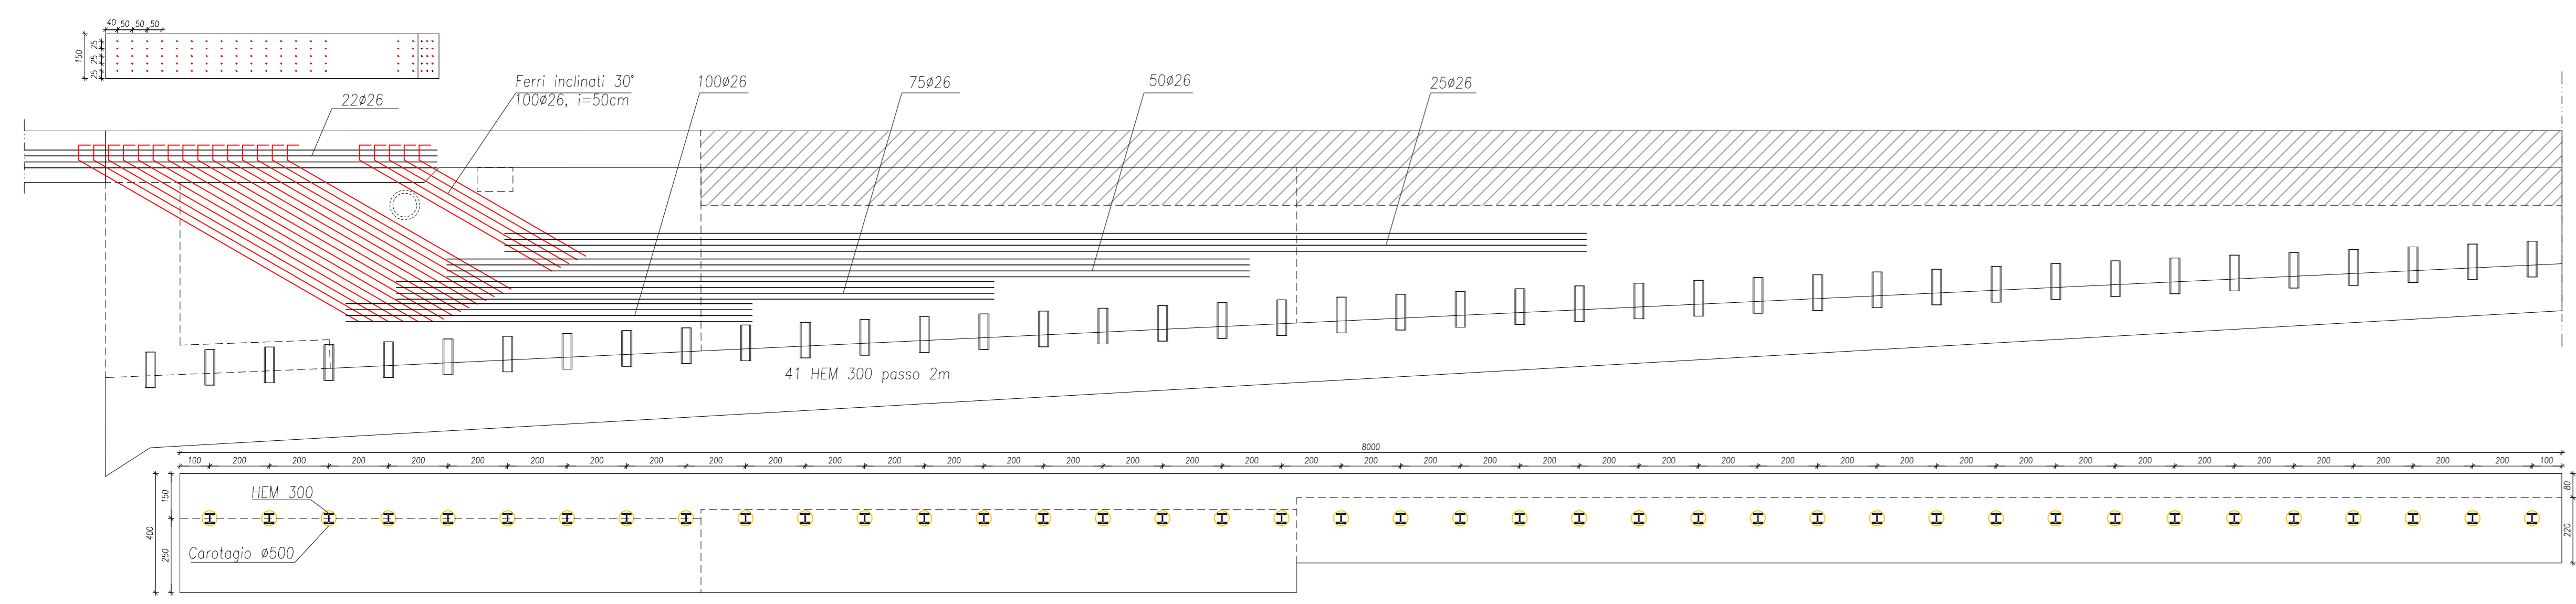 40 50 50 50
150
25
25
25
Ferri inclinati 30°
100ø26, i=50cm
22ø26
100ø26
75ø26
50ø26
25ø26
41 HEM 300 passo 2m
8000
100 200 200 200 200 200 200 200 200 200 200 200 200 200 200 200 200 200 200 200 200 200 200 200 200 200 200 200 200 200 200 200 200 200 200 200 200 200 200 200 100
HEM 300
Carotagio ø500
400
150
250
80
220